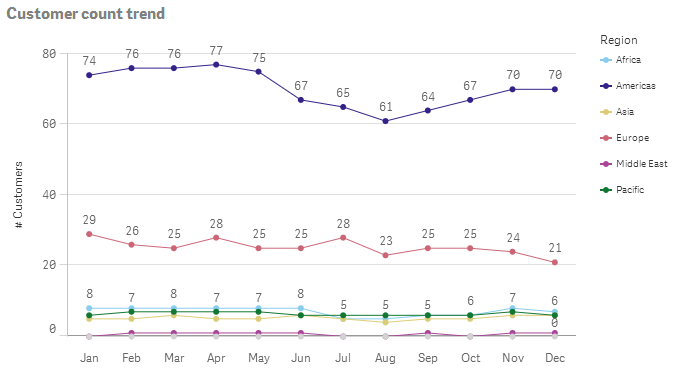 Customer count trend
Region
Africa
Americas
Asia
Europe
Middle East
Pacific
# Customers
80
60
40
20
0
74 76 76 77 75 67 65 61 64 67 70 70
29 26 25 28 25 25 28 23 25 25 24 21
8 7 8 7 7 8 5 5 5 6 7 6
0
Jan Feb Mar Apr May Jun Jul Aug Sep Oct Nov Dec